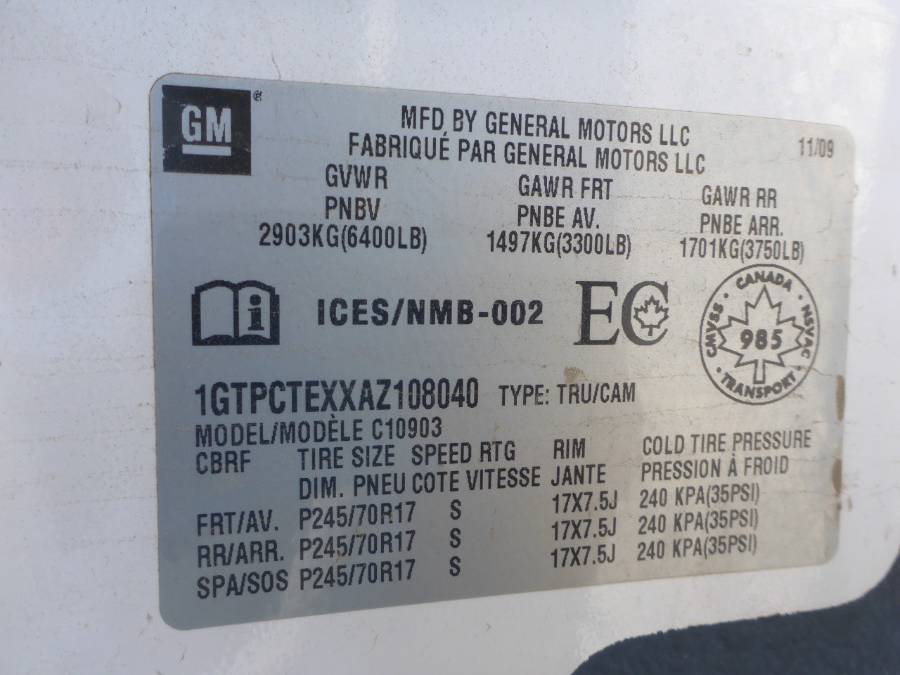 GM ®
MFD BY GENERAL MOTORS LLC
FABRIQUÉ PAR GENERAL MOTORS LLC
11/09
GVWR GAWR FRT GAWR RR
PNBV PNBE AV. PNBE ARR.
2903KG(6400LB) 1497KG(3300LB) 1701KG(3750LB)
i ICES/NMB-002 EC
CANADA
CMVSS 985 NSVAC
TRANSPORT
1GTPCTEXXAZ108040 TYPE: TRU/CAM
MODEL/MODÈLE C10903
CBRF TIRE SIZE SPEED RTG RIM COLD TIRE PRESSURE
DIM. PNEU COTE VITESSE JANTE PRESSION À FROID
FRT/AV. P245/70R17 S 17X7.5J 240 KPA(35PSI)
RR/ARR. P245/70R17 S 17X7.5J 240 KPA(35PSI)
SPA/SOS P245/70R17 S 17X7.5J 240 KPA(35PSI)